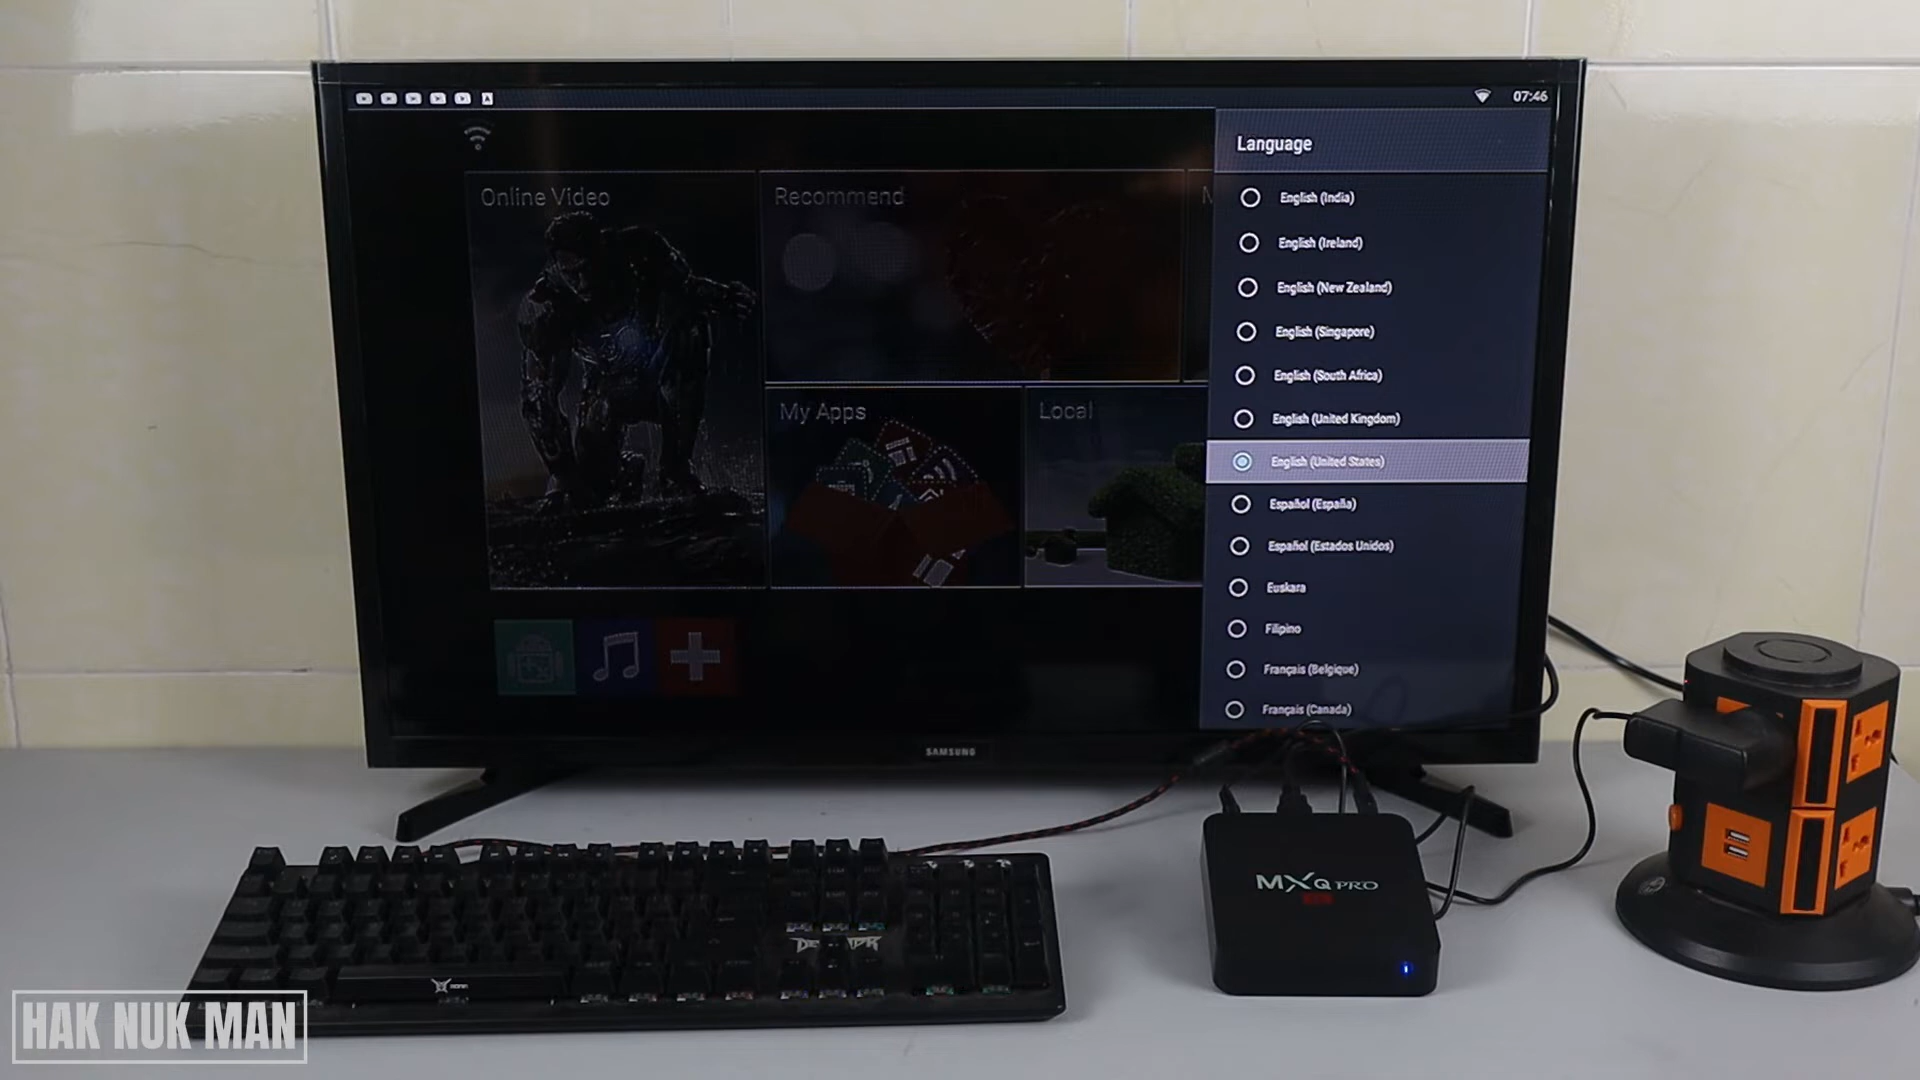 07:46
Language
Online Video
Recommend
M
English (India)
English (Ireland)
English (New Zealand)
English (Singapore)
English (South Africa)
My Apps
Local
English (United Kingdom)
English (United States)
Español (España)
Español (Estados Unidos)
Euskara
Filipino
Français (Belgique)
Français (Canada)
SAMSUNG
MXQ PRO
HAK NUK MAN